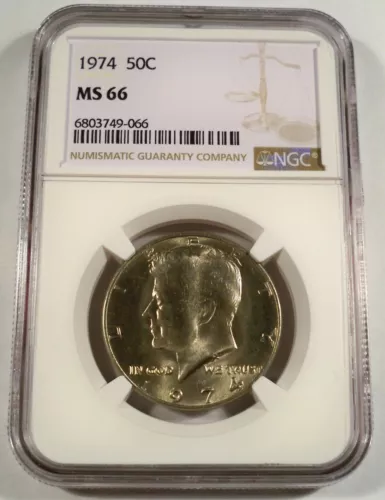 1974 50C
MS 66
6803749-066
NUMISMATIC GUARANTY COMPANY
NGC
LIBERTY
IN GOD WE TRUST
1974